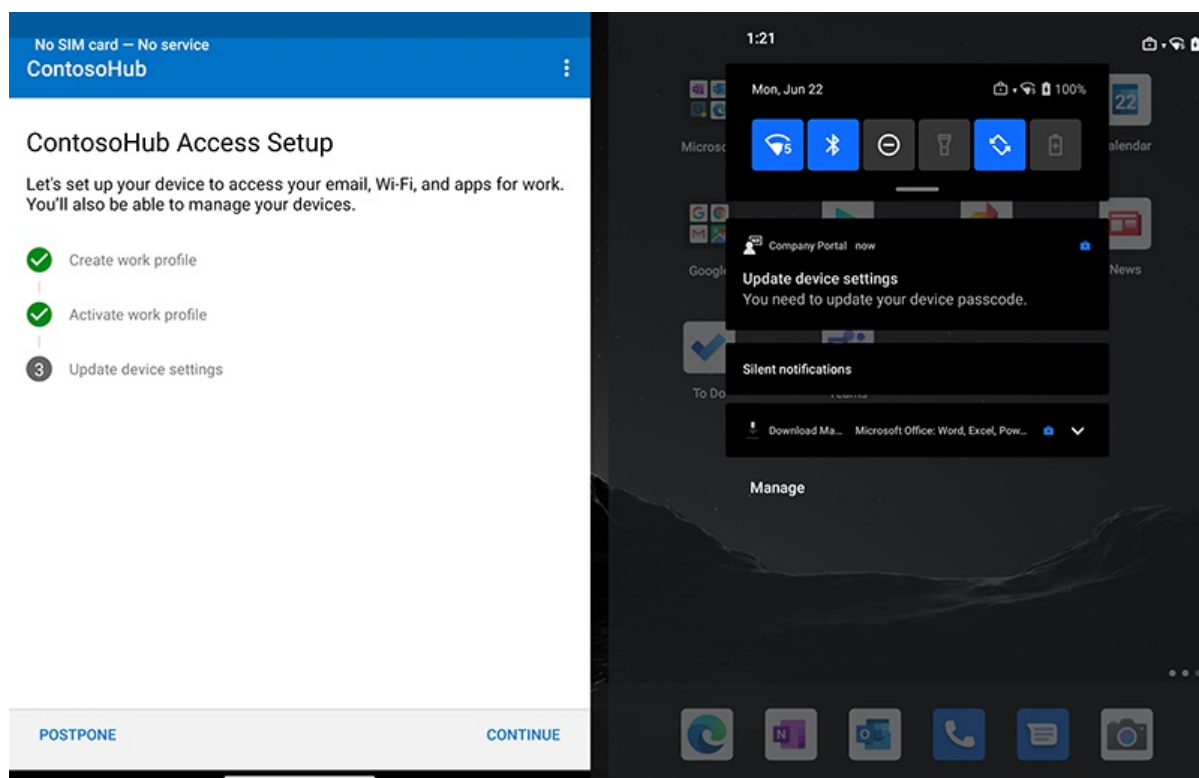 No SIM card – No service
ContosoHub
ContosoHub Access Setup
Let's set up your device to access your email, Wi-Fi, and apps for work.
You'll also be able to manage your devices.
Create work profile
Activate work profile
3 Update device settings
POSTPONE
CONTINUE
1:21
Mon, Jun 22
100%
5
22
Microso
alendar
Google
News
Company Portal now
Update device settings
You need to update your device passcode.
To Do
Teams
Silent notifications
Download Ma... Microsoft Office: Word, Excel, Pow...
Manage